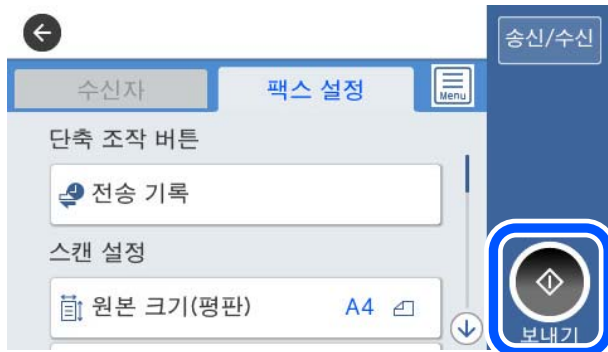 송신/수신
수신자
팩스 설정
Menu
단축 조작 버튼
전송 기록
스캔 설정
원본 크기(평판) A4
보내기